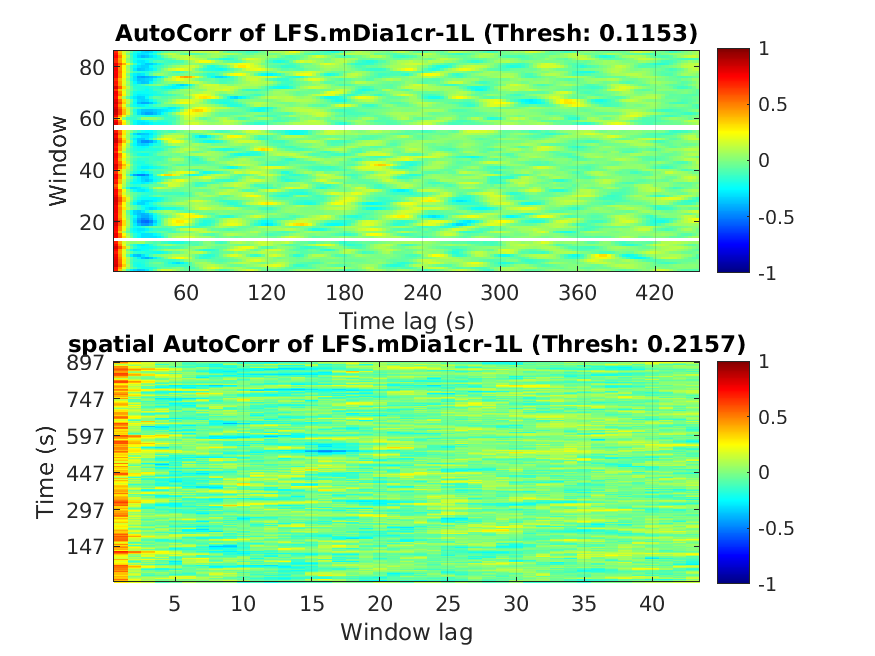 AutoCorr of LFS.mDia1cr-1L (Thresh: 0.1153)
80
60
40
20
Window
60 120 180 240 300 360 420
Time lag (s)
1
0.5
0
-0.5
-1
spatial AutoCorr of LFS.mDia1cr-1L (Thresh: 0.2157)
897
747
597
447
297
147
Time (s)
5 10 15 20 25 30 35 40
Window lag
1
0.5
0
-0.5
-1